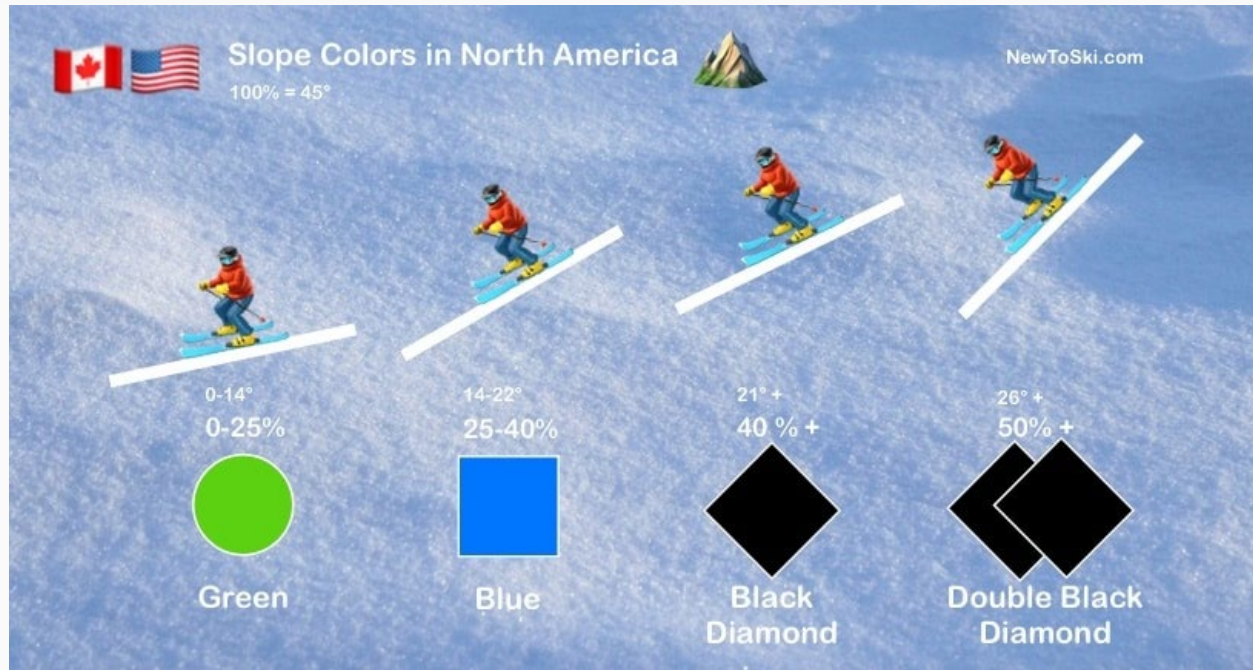 Slope Colors in North America
NewToSki.com
100% = 45°
0-14°
0-25%
Green
14-22°
25-40%
Blue
21° +
40 % +
Black
Diamond
26° +
50% +
Double Black
Diamond